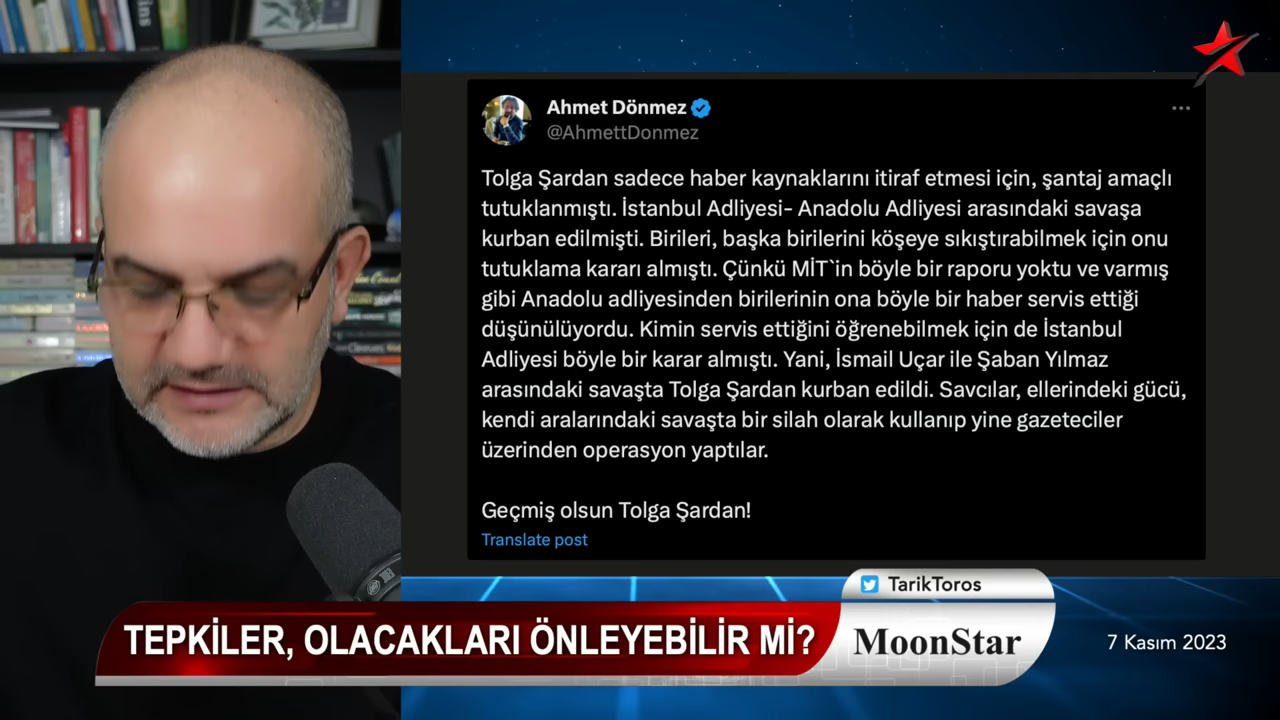 Ahmet Dönmez
@AhmettDonmez
Tolga Şardan sadece haber kaynaklarını itiraf etmesi için, şantaj amaçlı
tutuklanmıştı. İstanbul Adliyesi- Anadolu Adliyesi arasındaki savaşa
kurban edilmişti. Birileri, başka birilerini köşeye sıkıştırabilmek için onu
tutuklama kararı almıştı. Çünkü MİT`in böyle bir raporu yoktu ve varmış
gibi Anadolu adliyesinden birilerinin ona böyle bir haber servis ettiği
düşünülüyordu. Kimin servis ettiğini öğrenebilmek için de İstanbul
Adliyesi böyle bir karar almıştı. Yani, İsmail Uçar ile Şaban Yılmaz
arasındaki savaşta Tolga Şardan kurban edildi. Savcılar, ellerindeki gücü,
kendi aralarındaki savaşta bir silah olarak kullanıp yine gazeteciler
üzerinden operasyon yaptılar.
Geçmiş olsun Tolga Şardan!
Translate post
TarikToros
TEPKİLER, OLACAKLARI ÖNLEYEBİLİR Mİ?
MoonStar
7 Kasım 2023